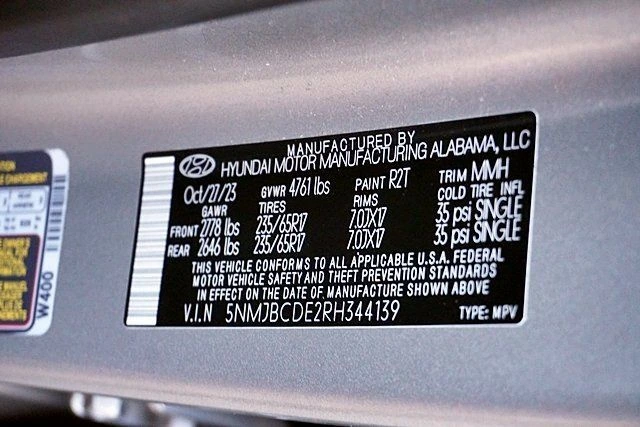 MANUFACTURED BY
HYUNDAI MOTOR MANUFACTURING ALABAMA, LLC
Oct/27/23 GVWR 4761 lbs PAINT R2T TRIM MMH
GAWR TIRES RIMS COLD TIRE INFL
FRONT 2778 lbs 235/65R17 7.0JX17 35 psi SINGLE
REAR 2646 lbs 235/65R17 7.0JX17 35 psi SINGLE
THIS VEHICLE CONFORMS TO ALL APPLICABLE U.S.A. FEDERAL
MOTOR VEHICLE SAFETY AND THEFT PREVENTION STANDARDS
IN EFFECT ON THE DATE OF MANUFACTURE SHOWN ABOVE
V.I.N 5NMJBCDE2RH344139 TYPE: MPV
W400